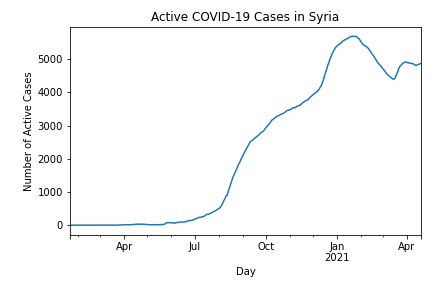 Active COVID-19 Cases in Syria
Number of Active Cases
5000
4000
3000
2000
1000
0
Apr
Jul
Oct
Jan
2021
Apr
Day